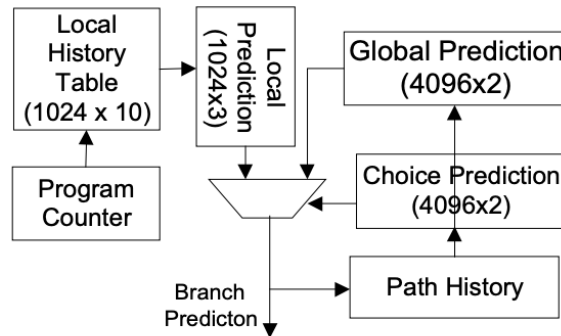 Local
History
Table
(1024 x 10)
Local
Prediction
(1024x3)
Global Prediction
(4096x2)
Program
Counter
Choice Prediction
(4096x2)
Path History
Branch
Predicton